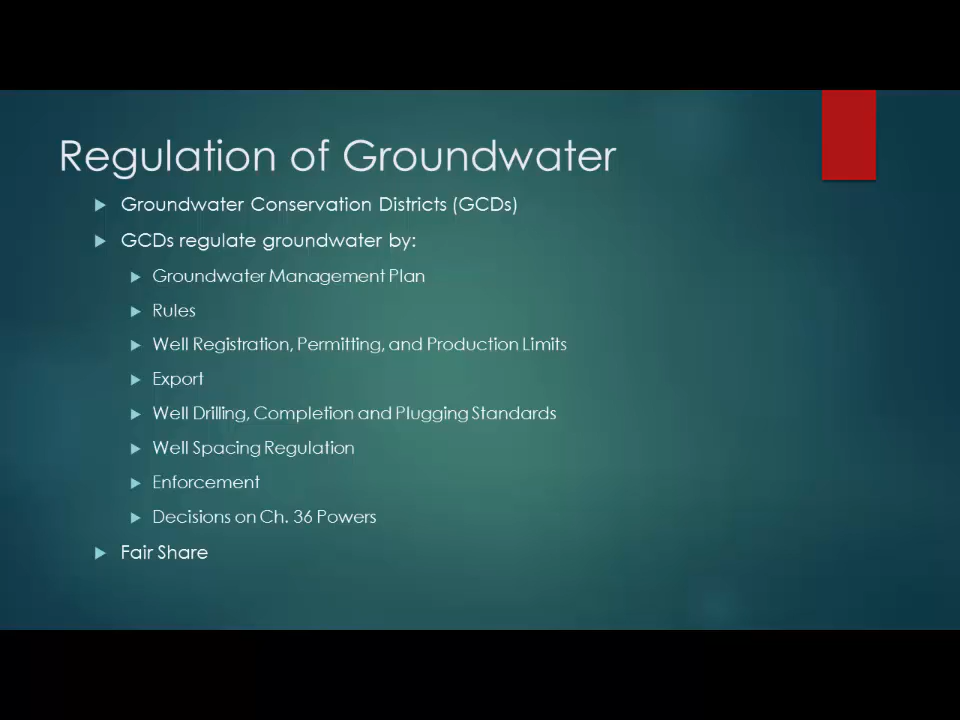 Regulation of Groundwater
Groundwater Conservation Districts (GCDs)
GCDs regulate groundwater by:
Groundwater Management Plan
Rules
Well Registration, Permitting, and Production Limits
Export
Well Drilling, Completion and Plugging Standards
Well Spacing Regulation
Enforcement
Decisions on Ch. 36 Powers
Fair Share